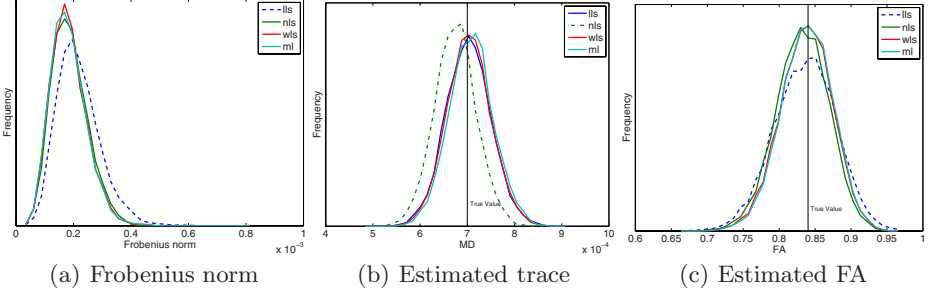 Frequency
lls
nls
wls
ml
0 0.2 0.4 0.6 0.8 1
Frobenius norm
x 10⁻³
(a) Frobenius norm
Frequency
lls
nls
wls
ml
True Value
4 5 6 7 8 9 10
MD
x 10⁻⁴
(b) Estimated trace
Frequency
lls
nls
wls
ml
True Value
0.6 0.65 0.7 0.75 0.8 0.85 0.9 0.95 1
FA
(c) Estimated FA